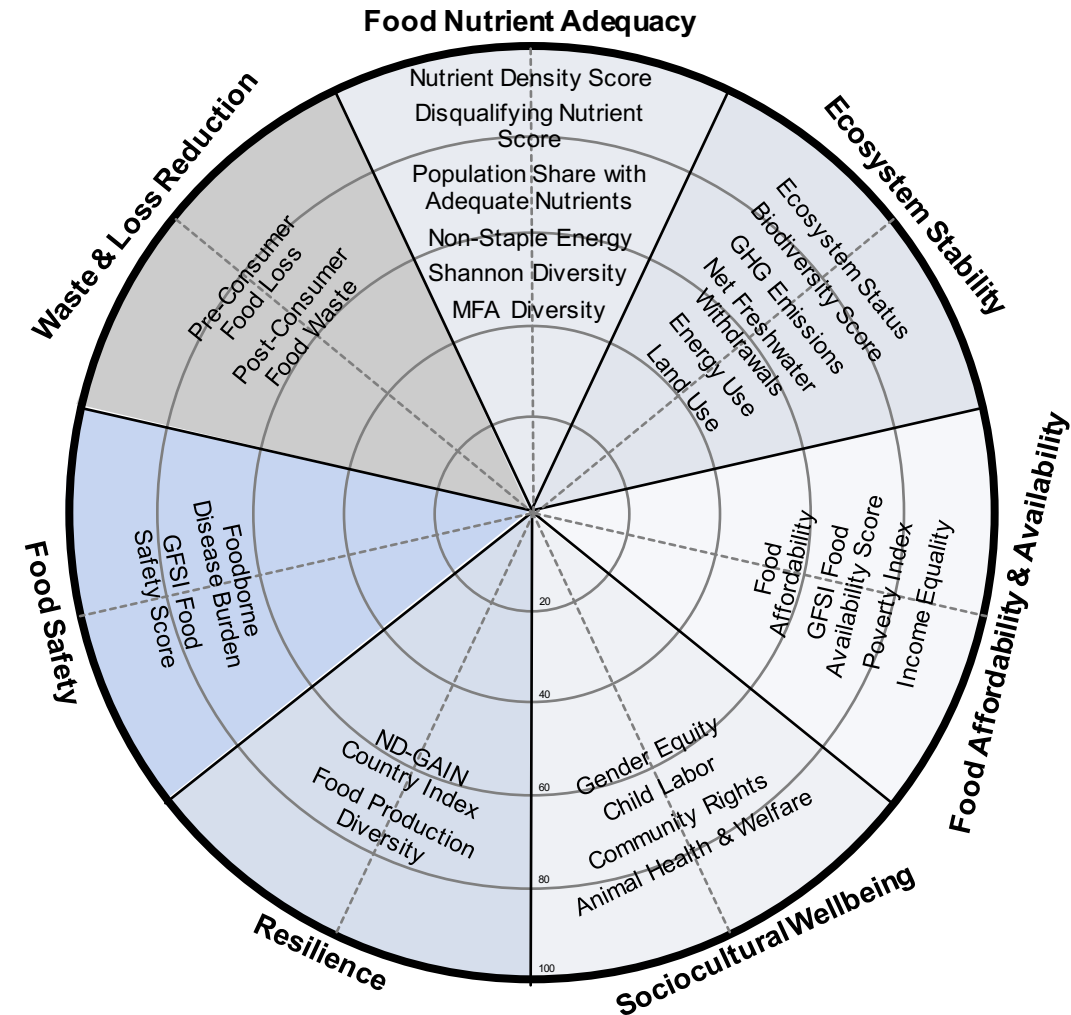 Food Nutrient Adequacy
Nutrient Density Score
Disqualifying Nutrient
Score
Population Share with
Adequate Nutrients
Non-Staple Energy
Shannon Diversity
MFA Diversity
Ecosystem Stability
Ecosystem Status
Biodiversity Score
GHG Emissions
Net Freshwater
Withdrawals
Energy Use
Land Use
Food Affordability & Availability
Food
Affordability
GFSI Food
Availability Score
Poverty Index
Income Equality
Sociocultural Wellbeing
Gender Equity
Child Labor
Community Rights
Animal Health & Welfare
Resilience
ND-GAIN
Country Index
Food Production
Diversity
Food Safety
Foodborne
Disease Burden
GFSI Food
Safety Score
Waste & Loss Reduction
Pre-Consumer
Food Loss
Post-Consumer
Food Waste
20
40
60
80
100